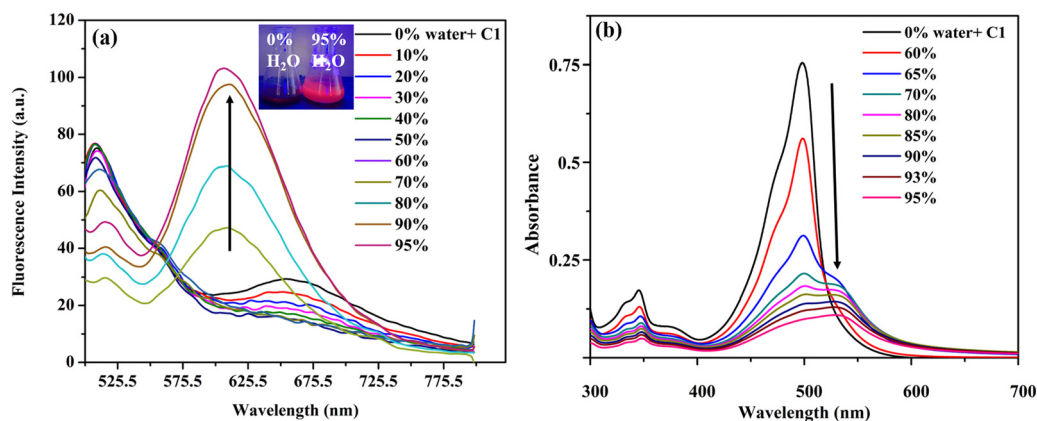 (a)
0%
H₂O
95%
H₂O
0% water+ C1
10%
20%
30%
40%
50%
60%
70%
80%
90%
95%
120
100
80
60
40
20
0
Fluorescence Intensity (a.u.)
525.5 575.5 625.5 675.5 725.5 775.5
Wavelength (nm)
(b)
0% water+ C1
60%
65%
70%
80%
85%
90%
93%
95%
0.75
0.5
0.25
0
Absorbance
300 400 500 600 700
Wavelength (nm)